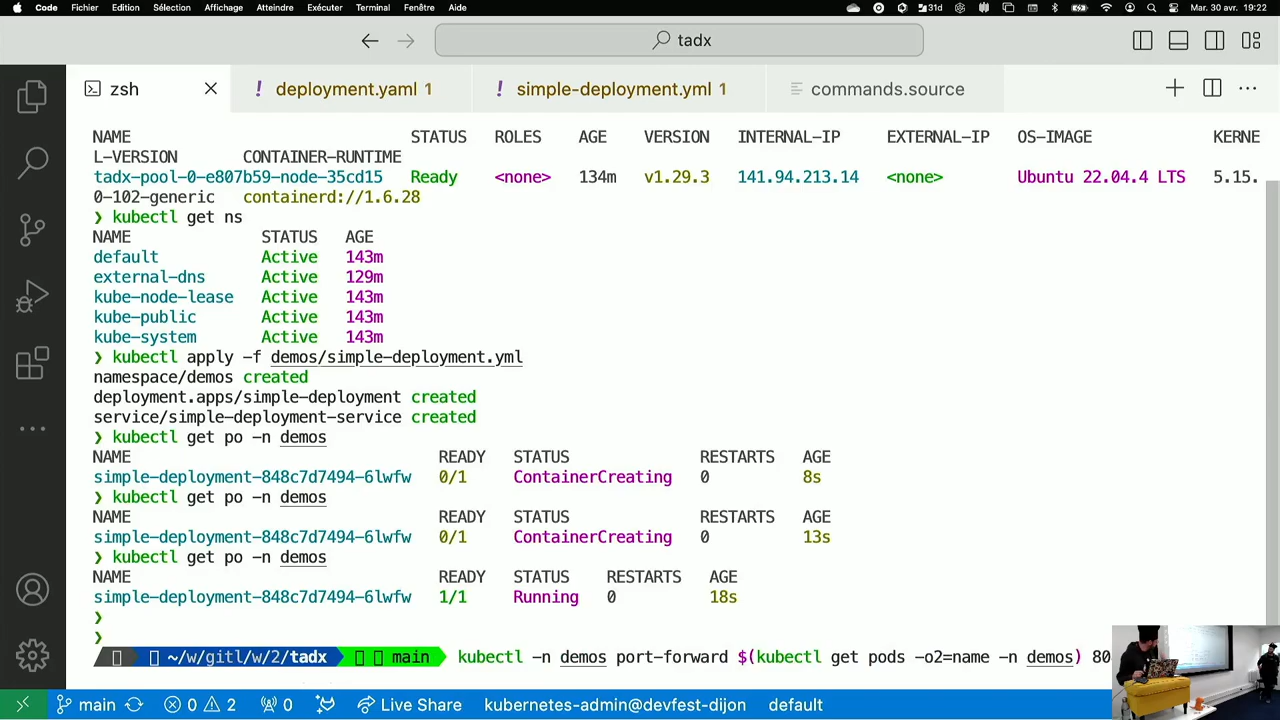 Code Fichier Edition Sélection Affichage Atteindre Exécuter Terminal Fenêtre Aide 31d Mar. 30 avr. 19:22
tadx
zsh deployment.yaml 1 simple-deployment.yml 1 commands.source
NAME STATUS ROLES AGE VERSION INTERNAL-IP EXTERNAL-IP OS-IMAGE KERNE
L-VERSION CONTAINER-RUNTIME
tadx-pool-0-e807b59-node-35cd15 Ready <none> 134m v1.29.3 141.94.213.14 <none> Ubuntu 22.04.4 LTS 5.15.
0-102-generic containerd://1.6.28
❯ kubectl get ns
NAME STATUS AGE
default Active 143m
external-dns Active 129m
kube-node-lease Active 143m
kube-public Active 143m
kube-system Active 143m
❯ kubectl apply -f demos/simple-deployment.yml
namespace/demos created
deployment.apps/simple-deployment created
service/simple-deployment-service created
❯ kubectl get po -n demos
NAME READY STATUS RESTARTS AGE
simple-deployment-848c7d7494-6lwfw 0/1 ContainerCreating 0 8s
❯ kubectl get po -n demos
NAME READY STATUS RESTARTS AGE
simple-deployment-848c7d7494-6lwfw 0/1 ContainerCreating 0 13s
❯ kubectl get po -n demos
NAME READY STATUS RESTARTS AGE
simple-deployment-848c7d7494-6lwfw 1/1 Running 0 18s
❯
❯
~/w/gitl/w/2/tadx main kubectl -n demos port-forward $(kubectl get pods -o2=name -n demos) 80
main 0 2 0 Live Share kubernetes-admin@devfest-dijon default